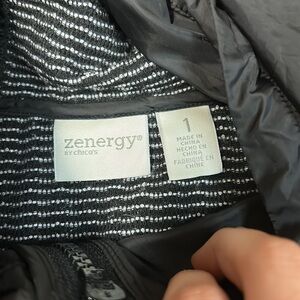 zenergy®
BY CHICO'S
1
MADE IN
CHINA
HECHO EN
CHINA
FABRIQUÉ EN
CHINE